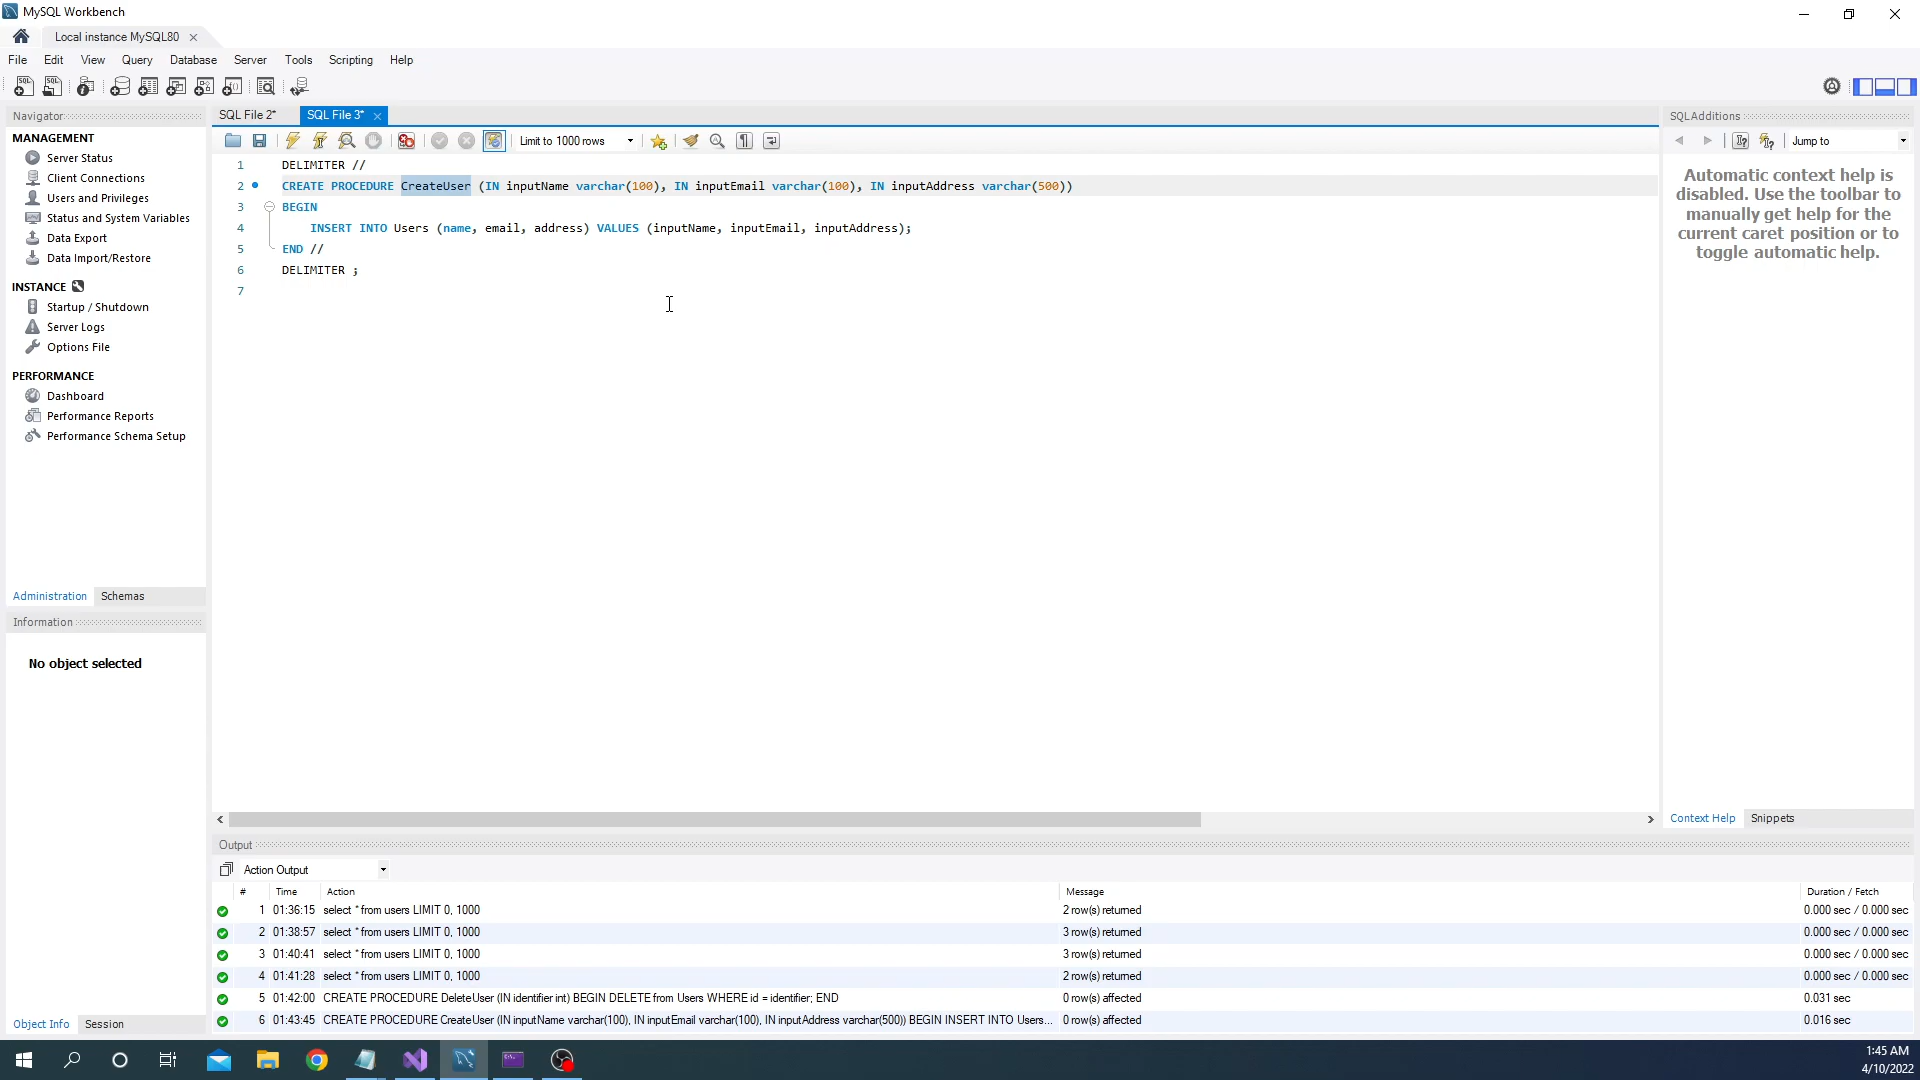 MySQL Workbench
Local instance MySQL80
File Edit View Query Database Server Tools Scripting Help
Navigator
MANAGEMENT
Server Status
Client Connections
Users and Privileges
Status and System Variables
Data Export
Data Import/Restore
INSTANCE
Startup / Shutdown
Server Logs
Options File
PERFORMANCE
Dashboard
Performance Reports
Performance Schema Setup
Administration Schemas
Information
No object selected
Object Info Session
SQL File 2* SQL File 3*
Limit to 1000 rows
1 DELIMITER //
2 CREATE PROCEDURE CreateUser (IN inputName varchar(100), IN inputEmail varchar(100), IN inputAddress varchar(500))
3 BEGIN
4 INSERT INTO Users (name, email, address) VALUES (inputName, inputEmail, inputAddress);
5 END //
6 DELIMITER ;
7
SQLAdditions
Jump to
Automatic context help is
disabled. Use the toolbar to
manually get help for the
current caret position or to
toggle automatic help.
Context Help Snippets
Output
Action Output
# Time Action Message Duration / Fetch
1 01:36:15 select * from users LIMIT 0, 1000 2 row(s) returned 0.000 sec / 0.000 sec
2 01:38:57 select * from users LIMIT 0, 1000 3 row(s) returned 0.000 sec / 0.000 sec
3 01:40:41 select * from users LIMIT 0, 1000 3 row(s) returned 0.000 sec / 0.000 sec
4 01:41:28 select * from users LIMIT 0, 1000 2 row(s) returned 0.000 sec / 0.000 sec
5 01:42:00 CREATE PROCEDURE DeleteUser (IN identifier int) BEGIN DELETE from Users WHERE id = identifier; END 0 row(s) affected 0.031 sec
6 01:43:45 CREATE PROCEDURE CreateUser (IN inputName varchar(100), IN inputEmail varchar(100), IN inputAddress varchar(500)) BEGIN INSERT INTO Users... 0 row(s) affected 0.016 sec
1:45 AM
4/10/2022